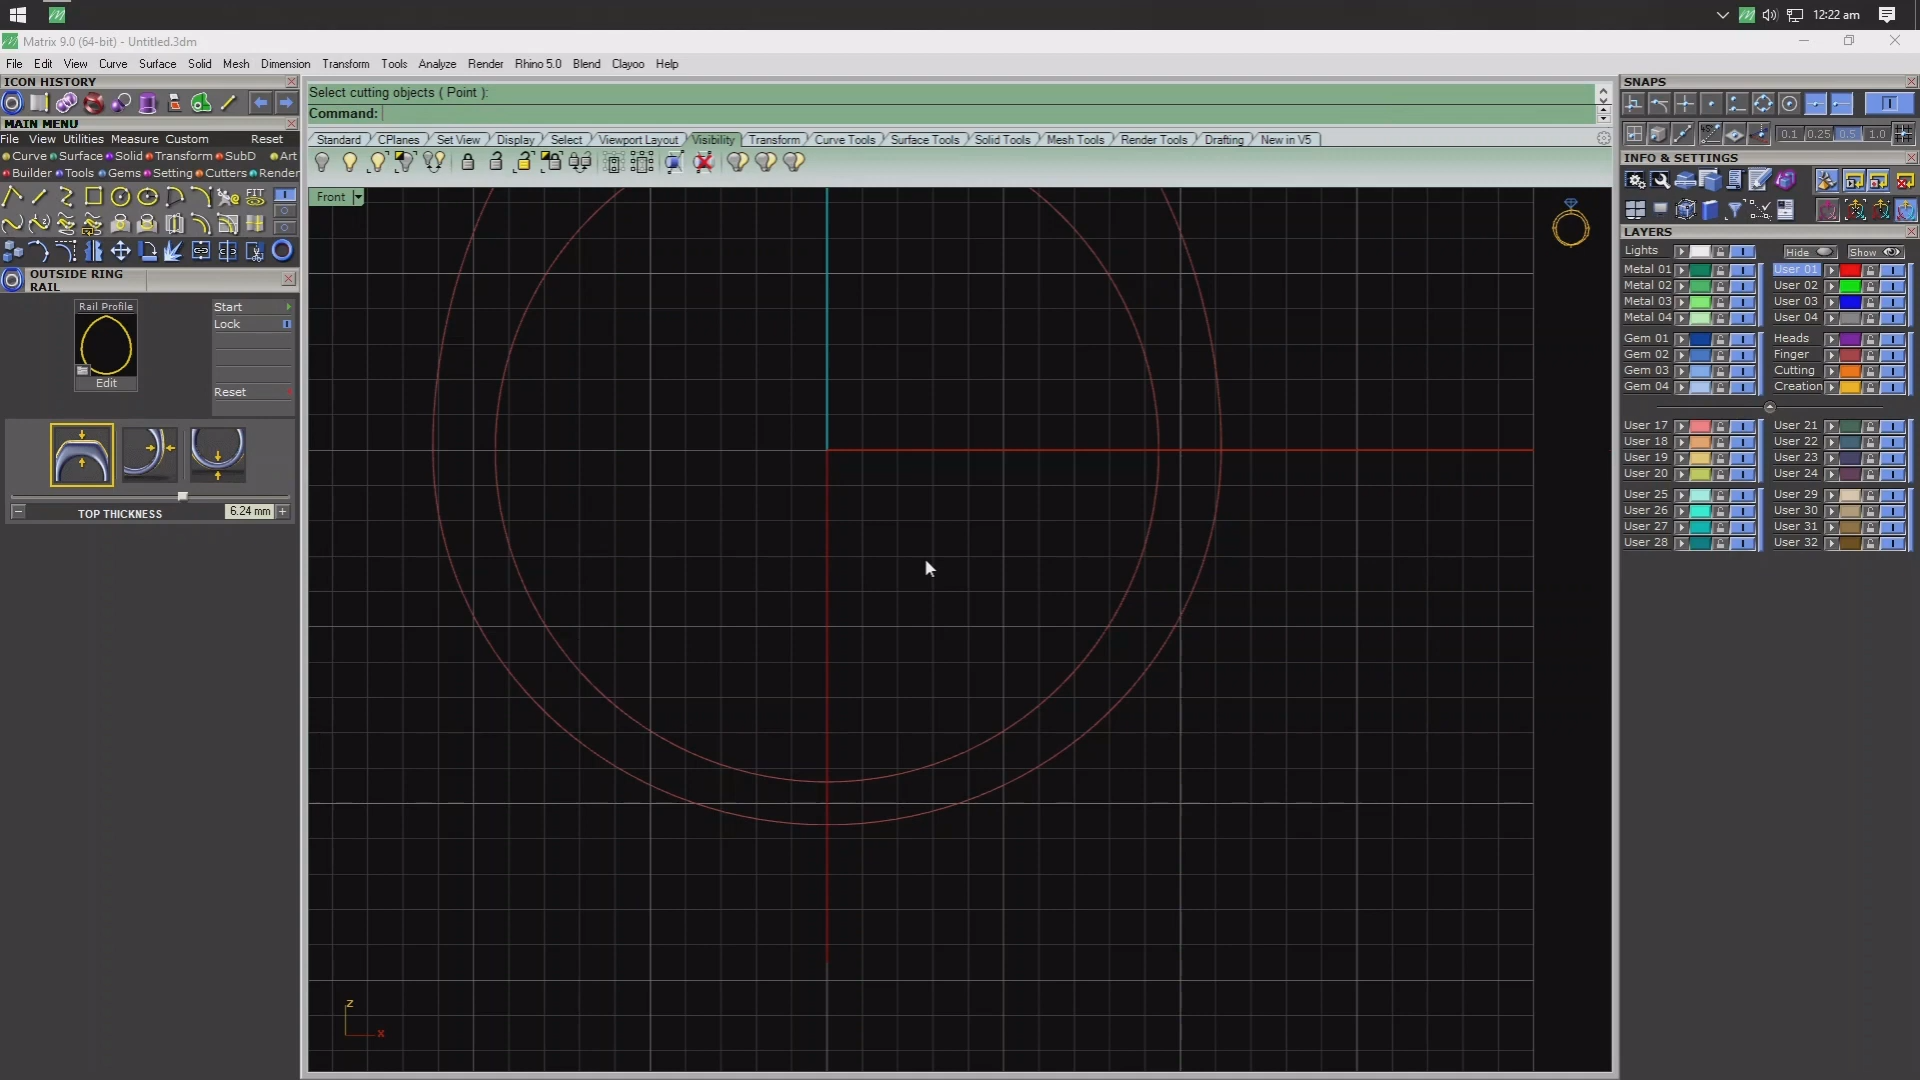 12:22 am
Matrix 9.0 (64-bit) - Untitled.3dm
File Edit View Curve Surface Solid Mesh Dimension Transform Tools Analyze Render Rhino 5.0 Blend Clayoo Help
ICON HISTORY
MAIN MENU
File View Utilities Measure Custom Reset
Curve Surface Solid Transform SubD Art
Builder Tools Gems Setting Cutters Render
FIT
OUTSIDE RING
RAIL
Rail Profile
Edit
Start
Lock
Reset
TOP THICKNESS 6.24 mm
Select cutting objects ( Point ):
Command:
Standard CPlanes Set View Display Select Viewport Layout Visibility Transform Curve Tools Surface Tools Solid Tools Mesh Tools Render Tools Drafting New in V5
Front
z
x
SNAPS
0.1 0.25 0.5 1.0
INFO & SETTINGS
LAYERS
Lights Hide Show
Metal 01 User 01
Metal 02 User 02
Metal 03 User 03
Metal 04 User 04
Gem 01 Heads
Gem 02 Finger
Gem 03 Cutting
Gem 04 Creation
User 17 User 21
User 18 User 22
User 19 User 23
User 20 User 24
User 25 User 29
User 26 User 30
User 27 User 31
User 28 User 32